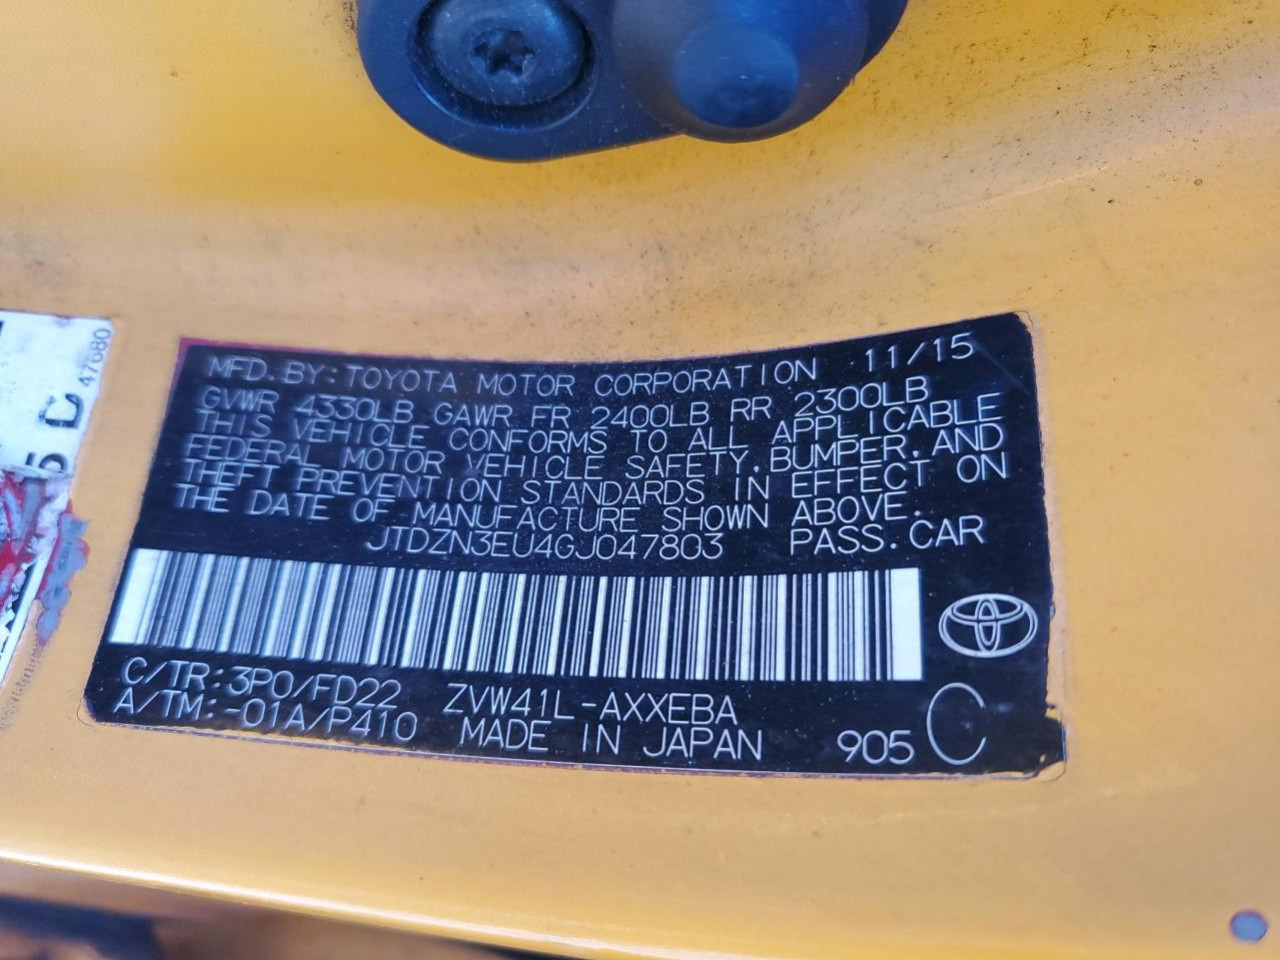 MFD.BY:TOYOTA MOTOR CORPORATION 11/15
GVWR 4330LB GAWR FR 2400LB RR 2300LB
THIS VEHICLE CONFORMS TO ALL APPLICABLE
FEDERAL MOTOR VEHICLE SAFETY,BUMPER,AND
THEFT PREVENTION STANDARDS IN EFFECT ON
THE DATE OF MANUFACTURE SHOWN ABOVE.
JTDZN3EU4GJ047803 PASS.CAR
C/TR:3P0/FD22 ZVW41L-AXXEBA
A/TM:-01A/P410 MADE IN JAPAN 905 C
47680